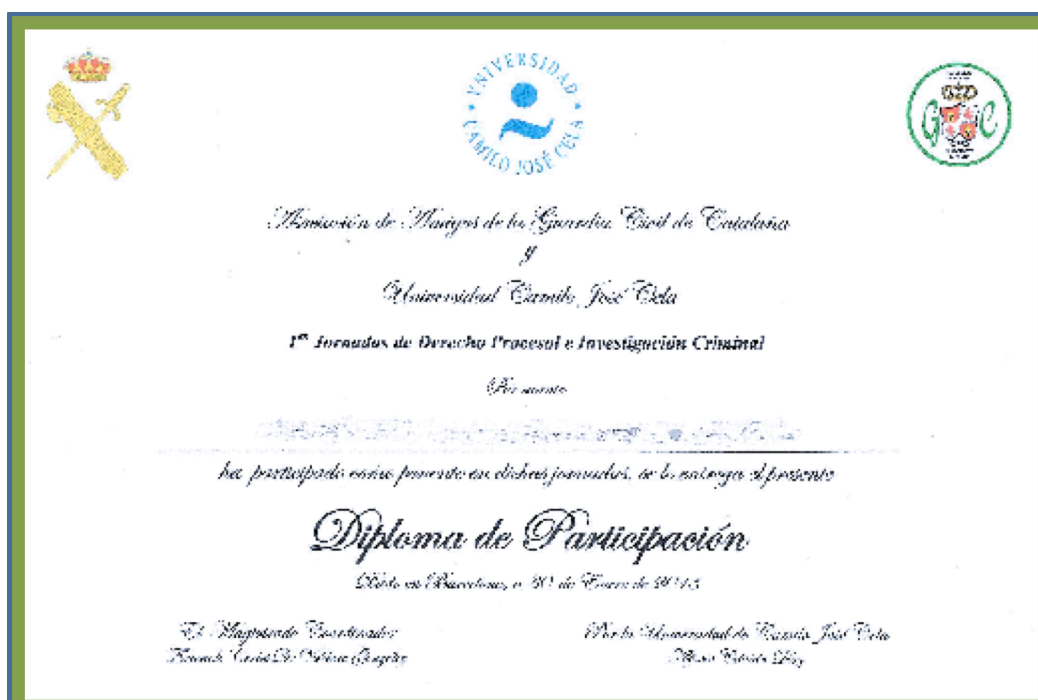 UNIVERSIDAD
CAMILO JOSÉ CELA
G C
Asociación de Amigos de la Guardia Civil de Cataluña
y
Universidad Camilo José Cela
1as Jornadas de Derecho Procesal e Investigación Criminal
Por cuanto
ha participado como ponente en dichas jornadas, se le entrega el presente
Diploma de Participación
Dado en Barcelona, a de Enero de
El Magistrado Coordinador
Por la Universidad de Camilo José Cela